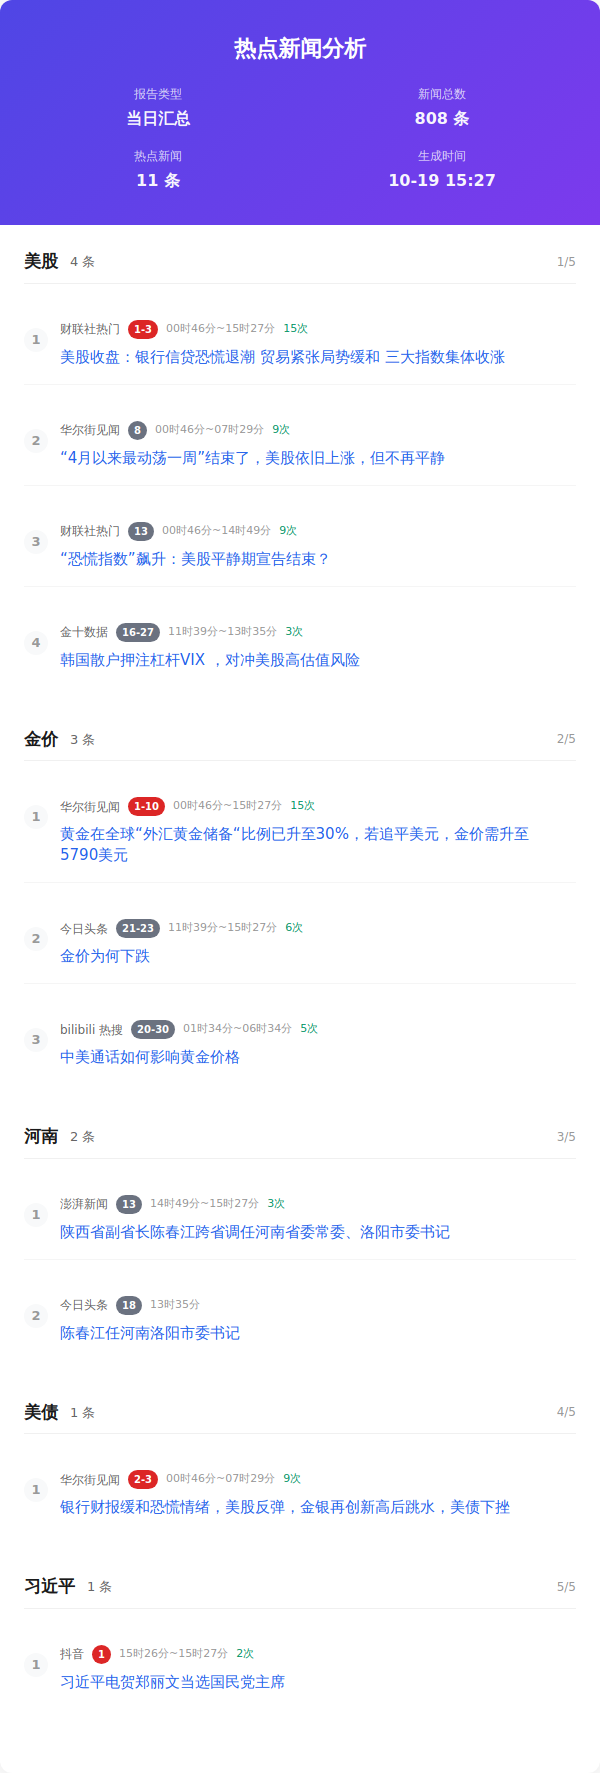 热点新闻分析
报告类型
当日汇总
新闻总数
808 条
热点新闻
11 条
生成时间
10-19 15:27
美股 4 条 1/5
1 财联社热门 1-3 00时46分~15时27分 15次
美股收盘：银行信贷恐慌退潮 贸易紧张局势缓和 三大指数集体收涨
2 华尔街见闻 8 00时46分~07时29分 9次
“4月以来最动荡一周”结束了，美股依旧上涨，但不再平静
3 财联社热门 13 00时46分~14时49分 9次
“恐慌指数”飙升：美股平静期宣告结束？
4 金十数据 16-27 11时39分~13时35分 3次
韩国散户押注杠杆VIX ，对冲美股高估值风险
金价 3 条 2/5
1 华尔街见闻 1-10 00时46分~15时27分 15次
黄金在全球“外汇黄金储备“比例已升至30%，若追平美元，金价需升至
5790美元
2 今日头条 21-23 11时39分~15时27分 6次
金价为何下跌
3 bilibili 热搜 20-30 01时34分~06时34分 5次
中美通话如何影响黄金价格
河南 2 条 3/5
1 澎湃新闻 13 14时49分~15时27分 3次
陕西省副省长陈春江跨省调任河南省委常委、洛阳市委书记
2 今日头条 18 13时35分
陈春江任河南洛阳市委书记
美债 1 条 4/5
1 华尔街见闻 2-3 00时46分~07时29分 9次
银行财报缓和恐慌情绪，美股反弹，金银再创新高后跳水，美债下挫
习近平 1 条 5/5
1 抖音 1 15时26分~15时27分 2次
习近平电贺郑丽文当选国民党主席